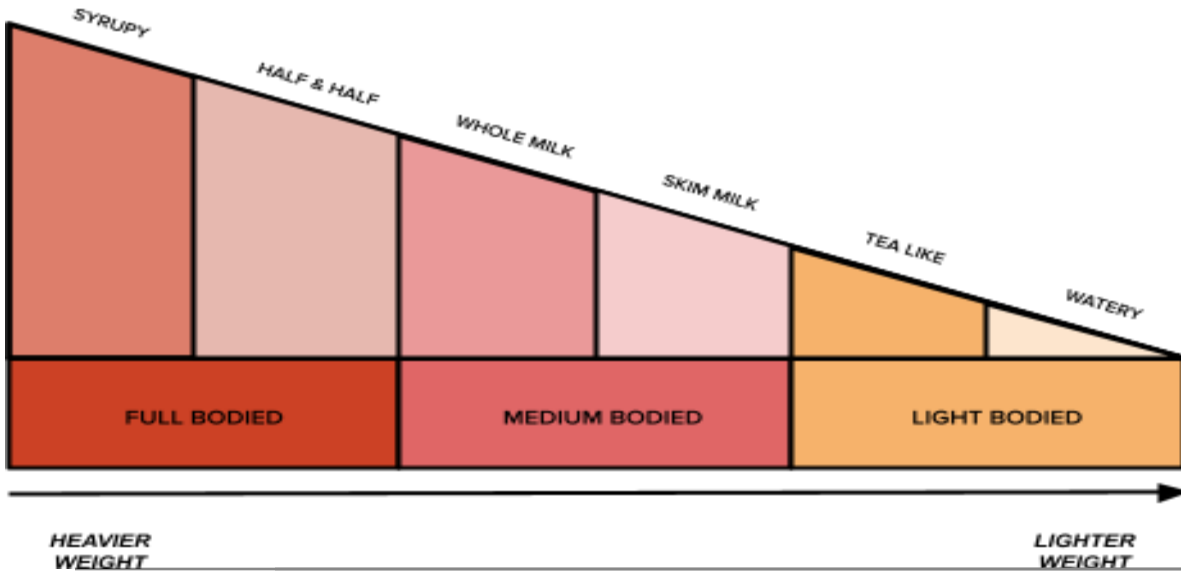 SYRUPY
HALF & HALF
WHOLE MILK
SKIM MILK
TEA LIKE
WATERY
FULL BODIED
MEDIUM BODIED
LIGHT BODIED
HEAVIER
WEIGHT
LIGHTER
WEIGHT